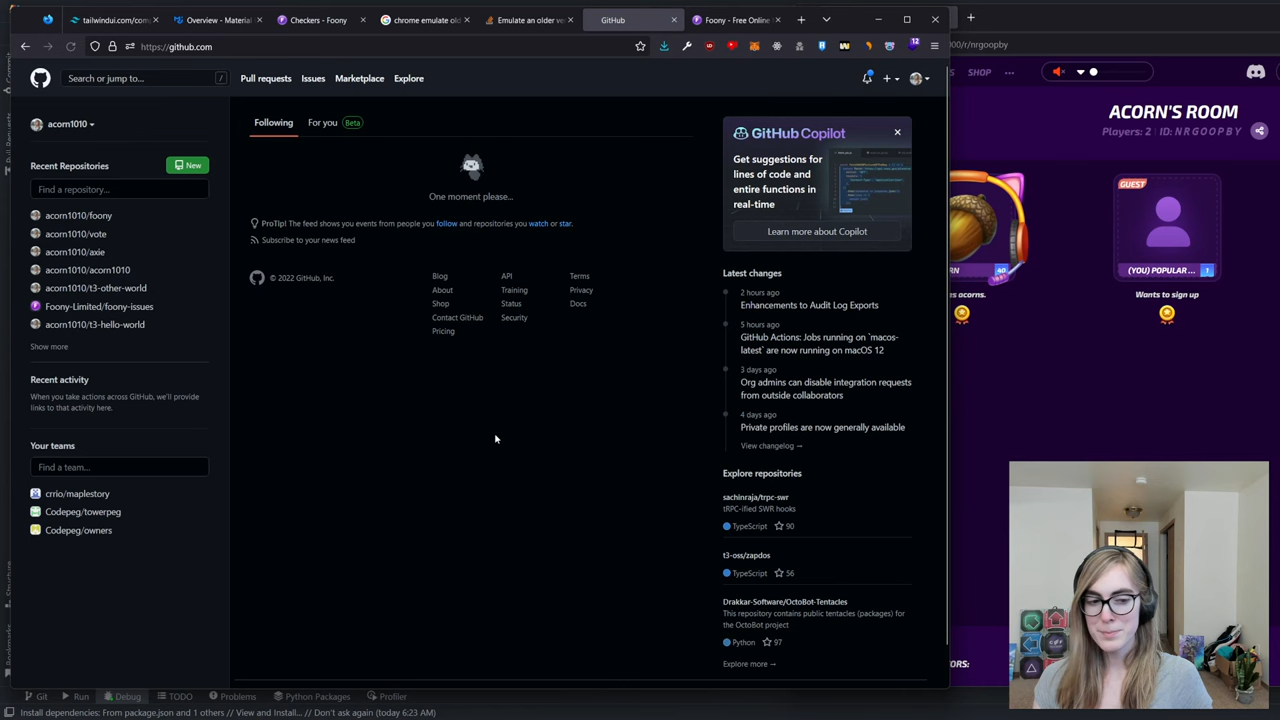 tailwindui.com/com
Overview - Material
Checkers - Foony
chrome emulate old
Emulate an older ver
GitHub
Foony - Free Online
https://github.com
12
000/r/nrgoopby
Search or jump to...
/
Pull requests
Issues
Marketplace
Explore
SHOP
acorn1010
Following
For you
Beta
Recent Repositories
New
Find a repository...
acorn1010/foony
acorn1010/vote
acorn1010/axie
acorn1010/acorn1010
acorn1010/t3-other-world
Foony-Limited/foony-issues
acorn1010/t3-hello-world
Show more
Recent activity
When you take actions across GitHub, we'll provide
links to that activity here.
Your teams
Find a team...
crrio/maplestory
Codepeg/towerpeg
Codepeg/owners
One moment please...
ProTip! The feed shows you events from people you follow and repositories you watch or star.
Subscribe to your news feed
© 2022 GitHub, Inc.
Blog
About
Shop
Contact GitHub
Pricing
API
Training
Status
Security
Terms
Privacy
Docs
GitHub Copilot
Get suggestions for
lines of code and
entire functions in
real-time
Learn more about Copilot
Latest changes
2 hours ago
Enhancements to Audit Log Exports
5 hours ago
GitHub Actions: Jobs running on `macos-
latest` are now running on macOS 12
3 days ago
Org admins can disable integration requests
from outside collaborators
4 days ago
Private profiles are now generally available
View changelog →
Explore repositories
sachinraja/trpc-swr
tRPC-ified SWR hooks
TypeScript 90
t3-oss/zapdos
TypeScript 56
Drakkar-Software/OctoBot-Tentacles
This repository contains public tentacles (packages) for
the OctoBot project
Python 97
Explore more →
ACORN'S ROOM
Players: 2 | ID: NRGOOPBY
GUEST
40
(YOU) POPULAR ... 1
acorns.
Wants to sign up
Git
Run
Debug
TODO
Problems
Python Packages
Profiler
Install dependencies: From package.json and 1 others // View and Install... // Don't ask again (today 6:23 AM)